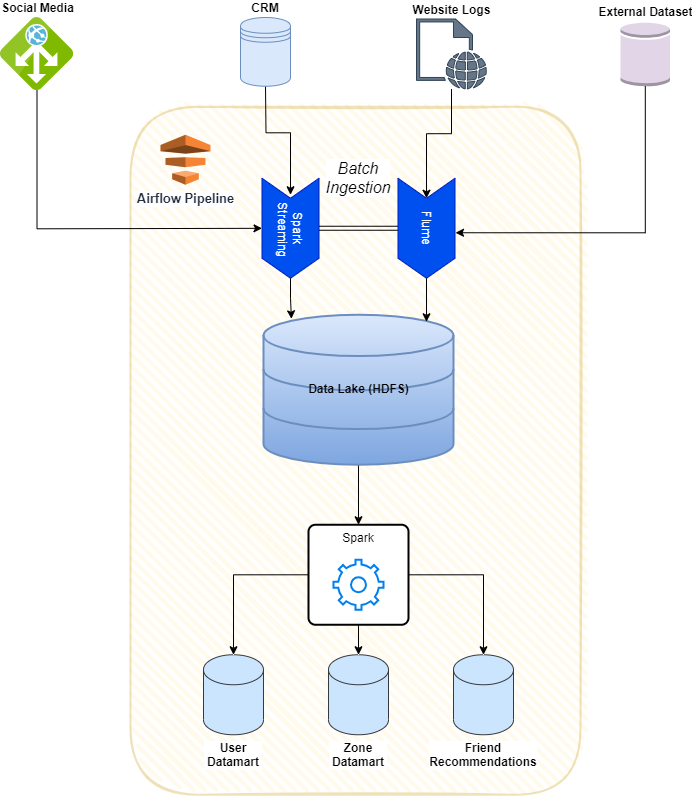 Social Media
CRM
Website Logs
External Dataset
Airflow Pipeline
Batch
Ingestion
Spark
Streaming
Flume
Data Lake (HDFS)
Spark
User
Datamart
Zone
Datamart
Friend
Recommendations